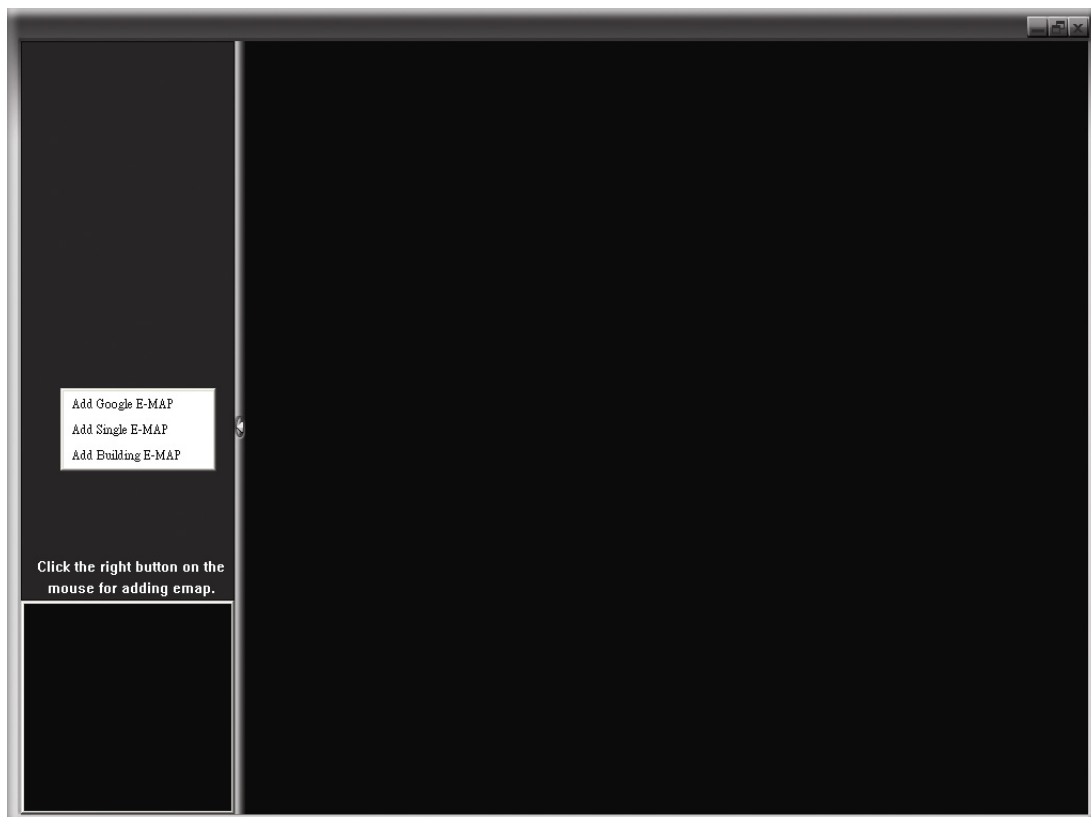 Add Google E-MAP
Add Single E-MAP
Add Building E-MAP
Click the right button on the
mouse for adding emap.